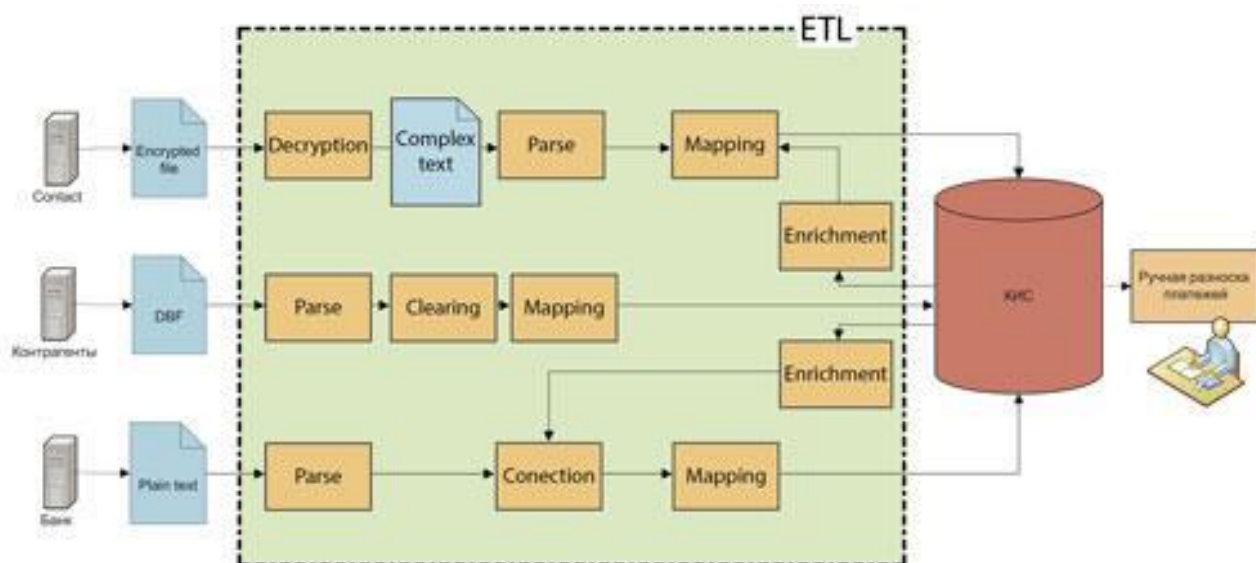 ETL
Contact
Encrypted
file
Decryption
Complex
text
Parse
Mapping
Enrichment
Контрагенты
DBF
Parse
Clearing
Mapping
КИС
Ручная разноска
платежей
Enrichment
Банк
Plain text
Parse
Conection
Mapping